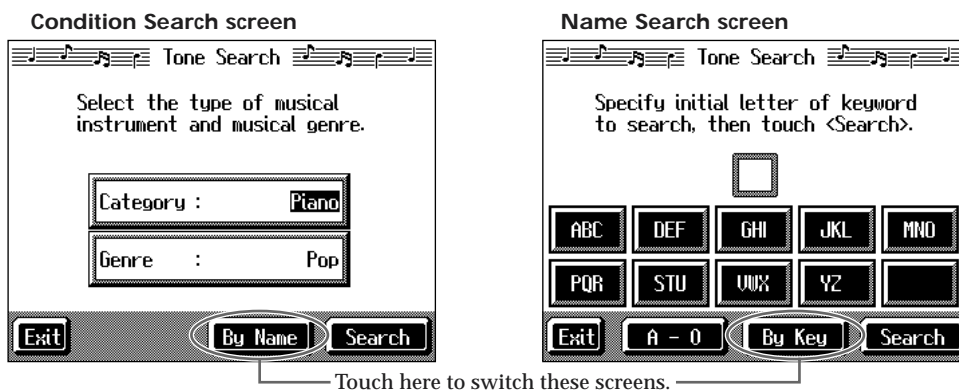 Condition Search screen
Tone Search
Select the type of musical
instrument and musical genre.
Category : Piano
Genre : Pop
Exit By Name Search
Name Search screen
Tone Search
Specify initial letter of keyword
to search, then touch <Search>.
ABC DEF GHI JKL MNO
PQR STU VWX YZ
Exit A - 0 By Key Search
Touch here to switch these screens.